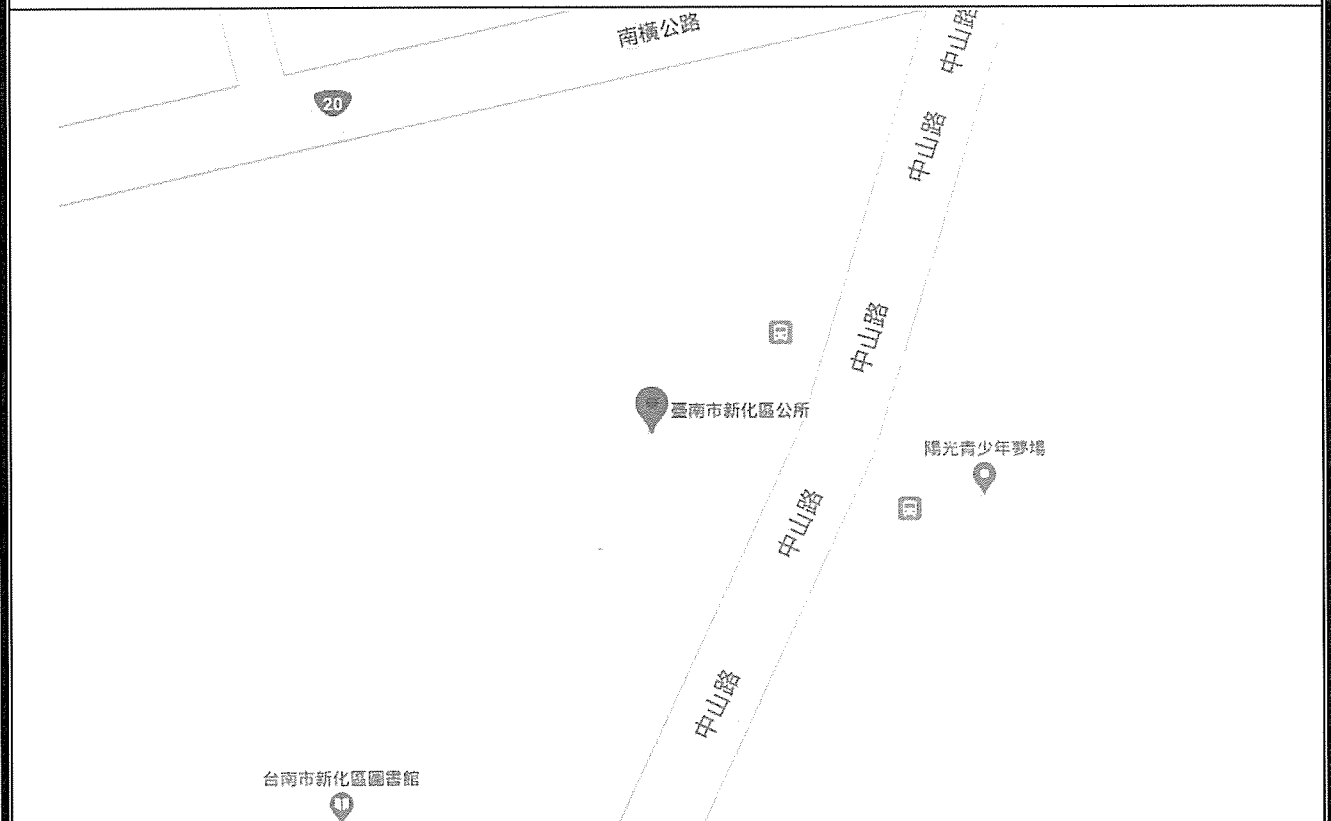 南橫公路
中山路
20
中山路
中山路
臺南市新化區公所
陽光青少年夢場
中山路
中山路
台南市新化區圖書館